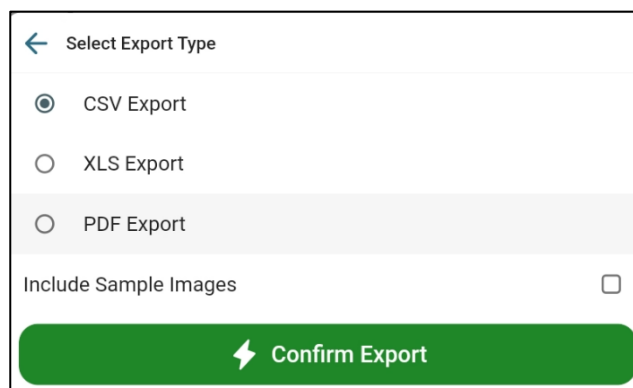 Select Export Type
CSV Export
XLS Export
PDF Export
Include Sample Images
Confirm Export